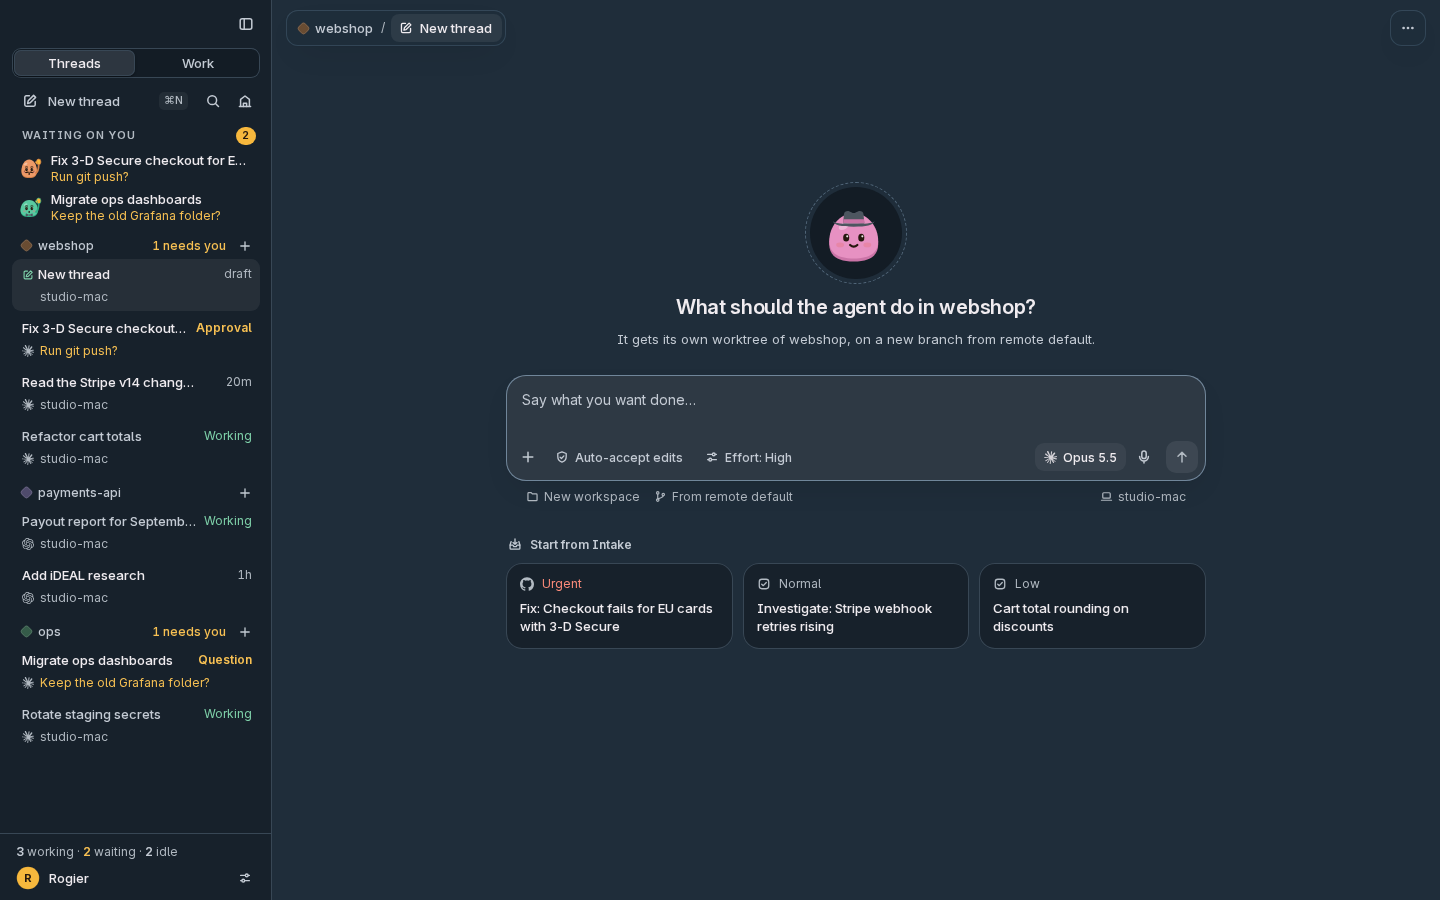 Threads
Work
New thread
⌘N
WAITING ON YOU
2
Fix 3-D Secure checkout for E…
Run git push?
Migrate ops dashboards
Keep the old Grafana folder?
webshop
1 needs you
New thread
draft
studio-mac
Fix 3-D Secure checkout…
Approval
Run git push?
Read the Stripe v14 chang…
20m
studio-mac
Refactor cart totals
Working
studio-mac
payments-api
Payout report for Septemb…
Working
studio-mac
Add iDEAL research
1h
studio-mac
ops
1 needs you
Migrate ops dashboards
Question
Keep the old Grafana folder?
Rotate staging secrets
Working
studio-mac
3 working · 2 waiting · 2 idle
R
Rogier
webshop / New thread
What should the agent do in webshop?
It gets its own worktree of webshop, on a new branch from remote default.
Say what you want done…
Auto-accept edits
Effort: High
Opus 5.5
New workspace
From remote default
studio-mac
Start from Intake
Urgent
Fix: Checkout fails for EU cards
with 3-D Secure
Normal
Investigate: Stripe webhook
retries rising
Low
Cart total rounding on
discounts